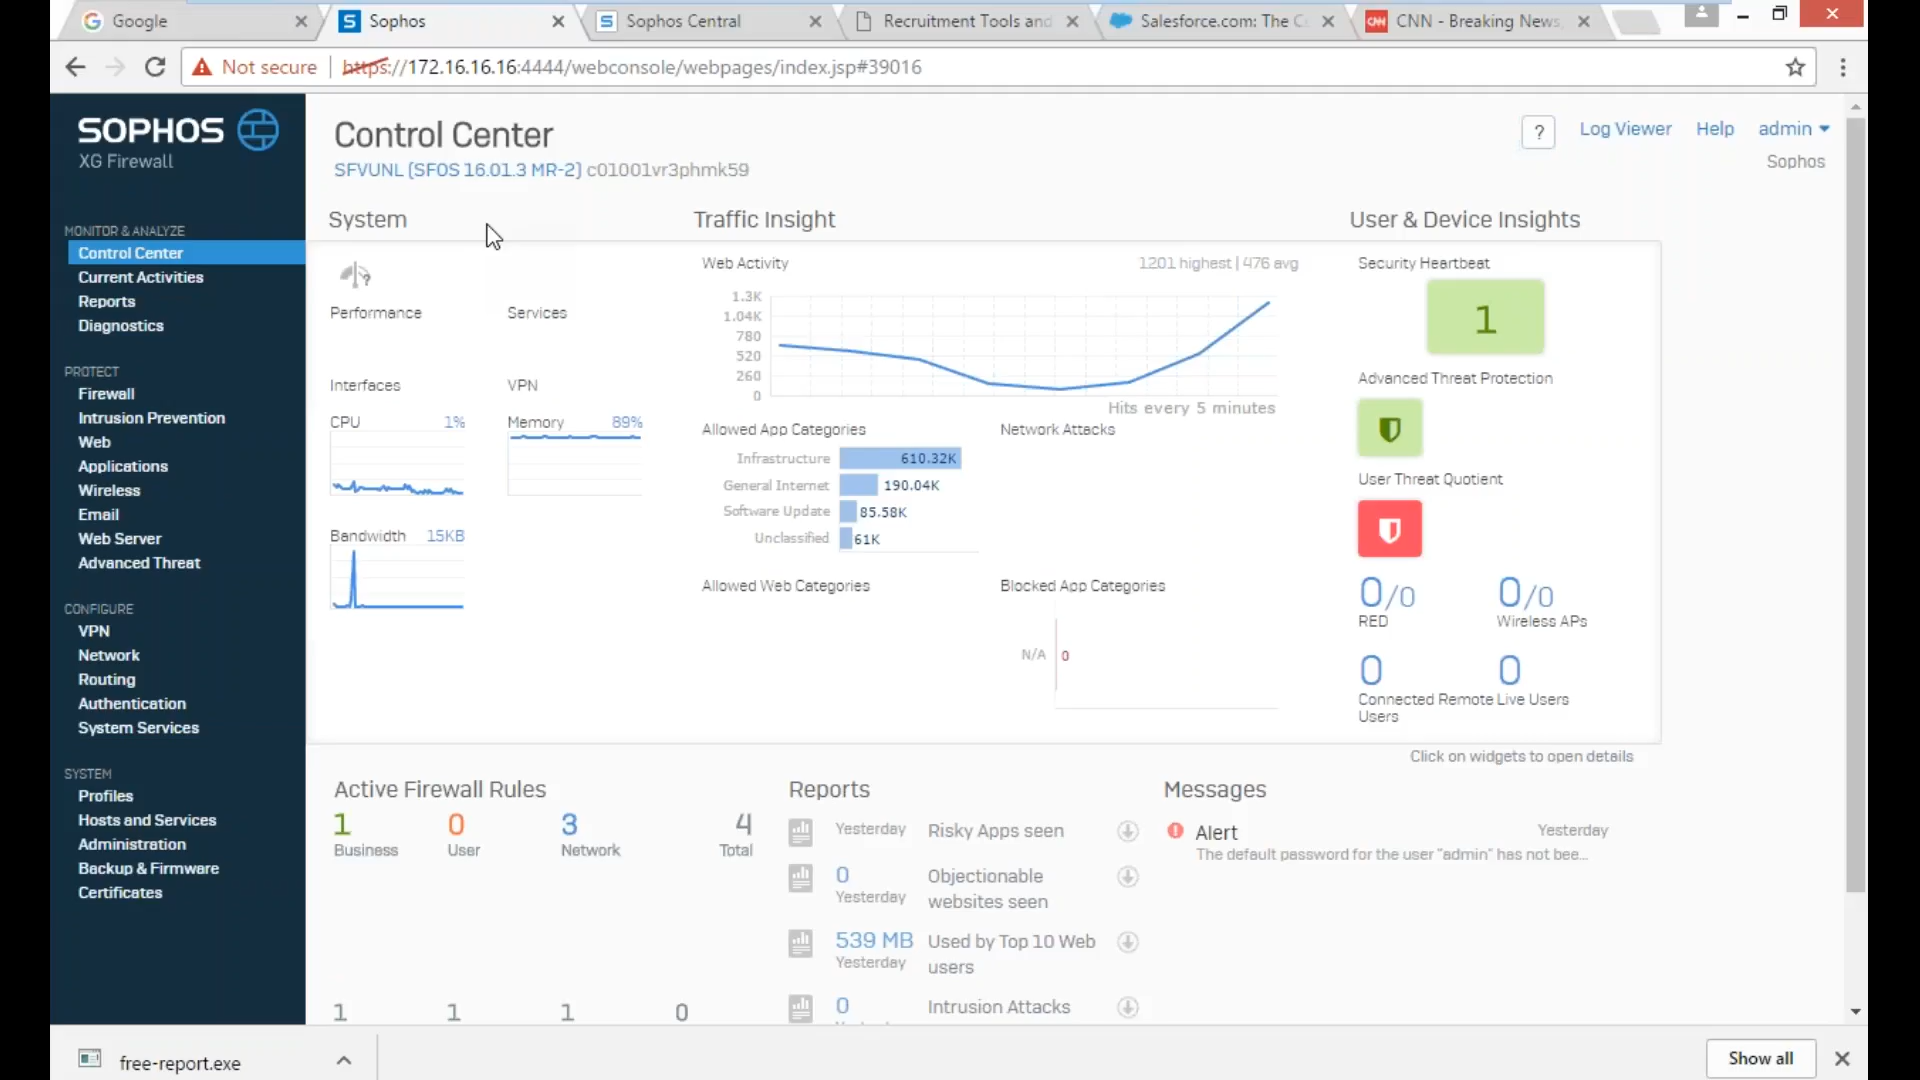 Google
Sophos
Sophos Central
Recruitment Tools and
Salesforce.com: The C
CNN
CNN - Breaking News,
Not secure
https://172.16.16.16:4444/webconsole/webpages/index.jsp#39016
SOPHOS
XG Firewall
MONITOR & ANALYZE
Control Center
Current Activities
Reports
Diagnostics
PROTECT
Firewall
Intrusion Prevention
Web
Applications
Wireless
Email
Web Server
Advanced Threat
CONFIGURE
VPN
Network
Routing
Authentication
System Services
SYSTEM
Profiles
Hosts and Services
Administration
Backup & Firmware
Certificates
Control Center
SFVUNL (SFOS 16.01.3 MR-2) c01001vr3phmk59
?
Log Viewer
Help
admin
Sophos
System
Performance
Services
Interfaces
VPN
CPU 1%
Memory 89%
Bandwidth 15KB
Traffic Insight
Web Activity
1201 highest | 476 avg
1.3K
1.04K
780
520
260
0
Hits every 5 minutes
Allowed App Categories
Infrastructure 610.32K
General Internet 190.04K
Software Update 85.58K
Unclassified 61K
Network Attacks
Allowed Web Categories
Blocked App Categories
N/A 0
User & Device Insights
Security Heartbeat
1
Advanced Threat Protection
User Threat Quotient
0/0
RED
0/0
Wireless APs
0
Connected Remote
Users
0
Live Users
Click on widgets to open details
Active Firewall Rules
1
Business
0
User
3
Network
4
Total
1 1 1 0
Reports
Yesterday Risky Apps seen
0
Yesterday
Objectionable
websites seen
539 MB
Yesterday
Used by Top 10 Web
users
0
Intrusion Attacks
Messages
Alert
Yesterday
The default password for the user "admin" has not bee...
free-report.exe
Show all